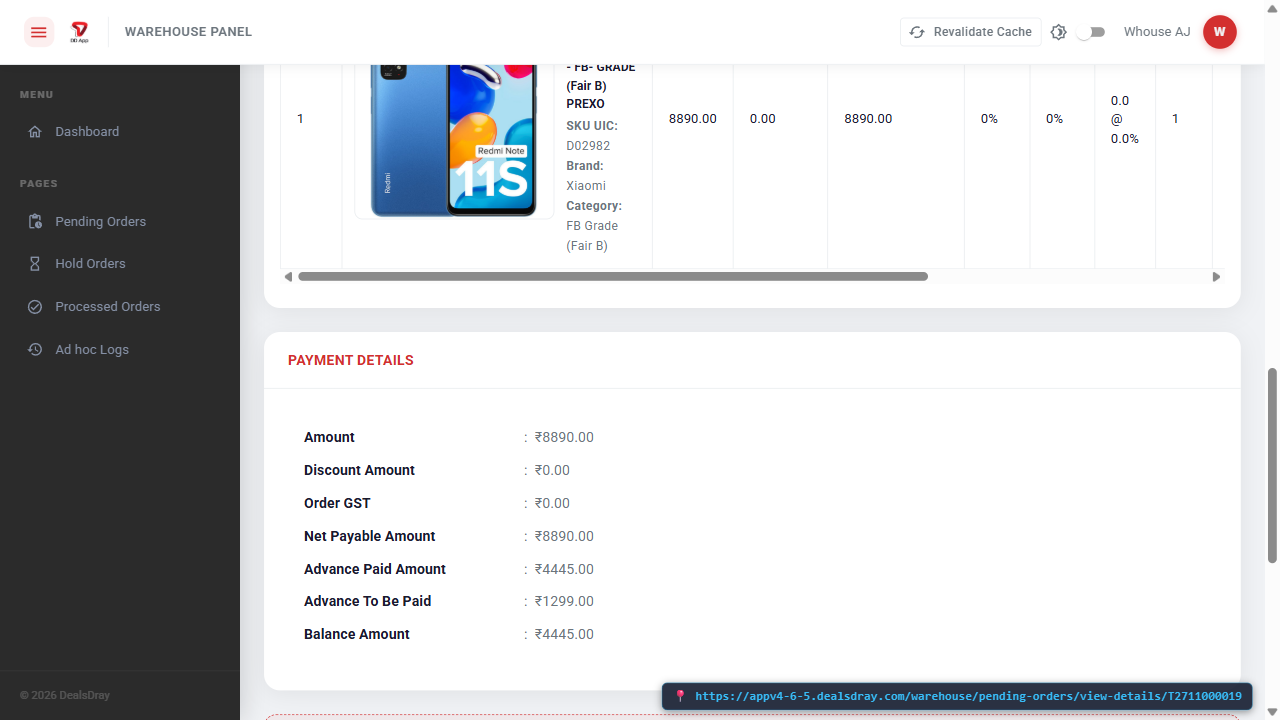 DD App
WAREHOUSE PANEL
Revalidate Cache
Whouse AJ
W
MENU
Dashboard
PAGES
Pending Orders
Hold Orders
Processed Orders
Ad hoc Logs
© 2026 DealsDray
1
Redmi
Redmi Note
11S
- FB- GRADE
(Fair B)
PREXO
SKU UIC:
D02982
Brand:
Xiaomi
Category:
FB Grade
(Fair B)
8890.00
0.00
8890.00
0%
0%
0.0
@
0.0%
1
PAYMENT DETAILS
Amount : ₹8890.00
Discount Amount : ₹0.00
Order GST : ₹0.00
Net Payable Amount : ₹8890.00
Advance Paid Amount : ₹4445.00
Advance To Be Paid : ₹1299.00
Balance Amount : ₹4445.00
https://appv4-6-5.dealsdray.com/warehouse/pending-orders/view-details/T2711000019